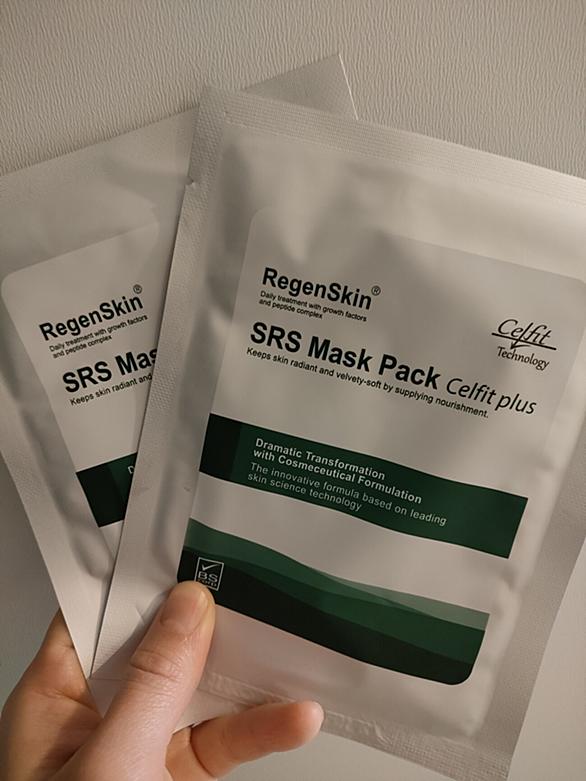 RegenSkin®
Daily treatment with growth factors
and peptide complex
SRS Mask Pack Celfit plus
Keeps skin radiant and velvety-soft by supplying nourishment.
Celfit
Technology
Dramatic Transformation
with Cosmeceutical Formulation
The innovative formula based on leading
skin science technology
BS
RegenSkin®
Daily treatment with growth factors
and peptide complex
SRS Mas
Keeps skin radiant and
D